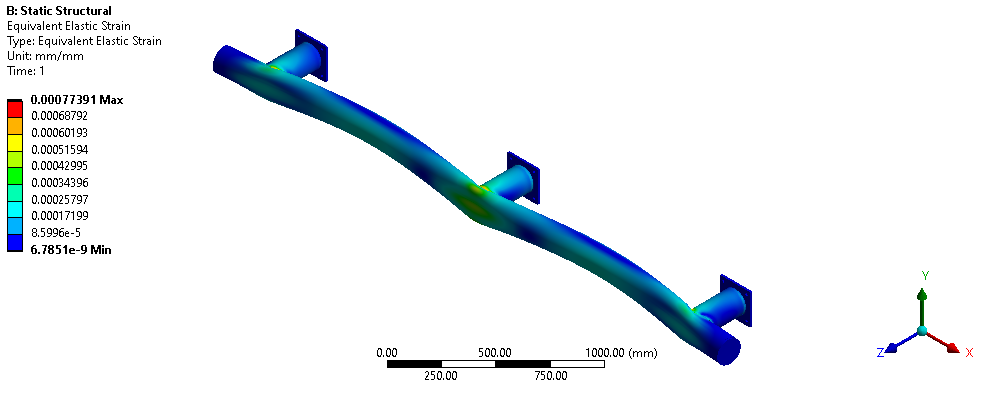 B: Static Structural
Equivalent Elastic Strain
Type: Equivalent Elastic Strain
Unit: mm/mm
Time: 1
0.00077391 Max
0.00068792
0.00060193
0.00051594
0.00042995
0.00034396
0.00025797
0.00017199
8.5996e-5
6.7851e-9 Min
0.00 500.00 1000.00 (mm)
250.00 750.00
Y
Z X